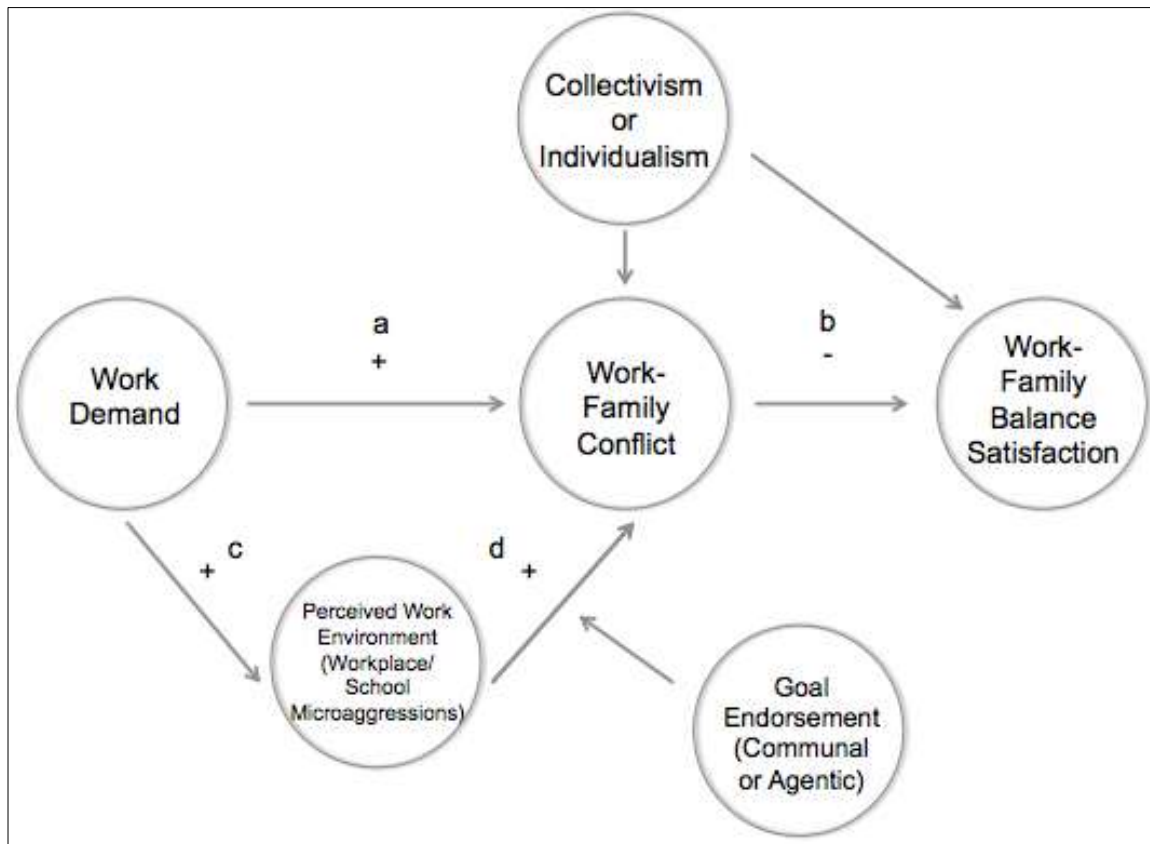 Collectivism
or
Individualism
a
+
b
-
Work
Demand
Work-
Family
Conflict
Work-
Family
Balance
Satisfaction
c
+
d
+
Perceived Work
Environment
(Workplace/
School
Microaggressions)
Goal
Endorsement
(Communal
or Agentic)